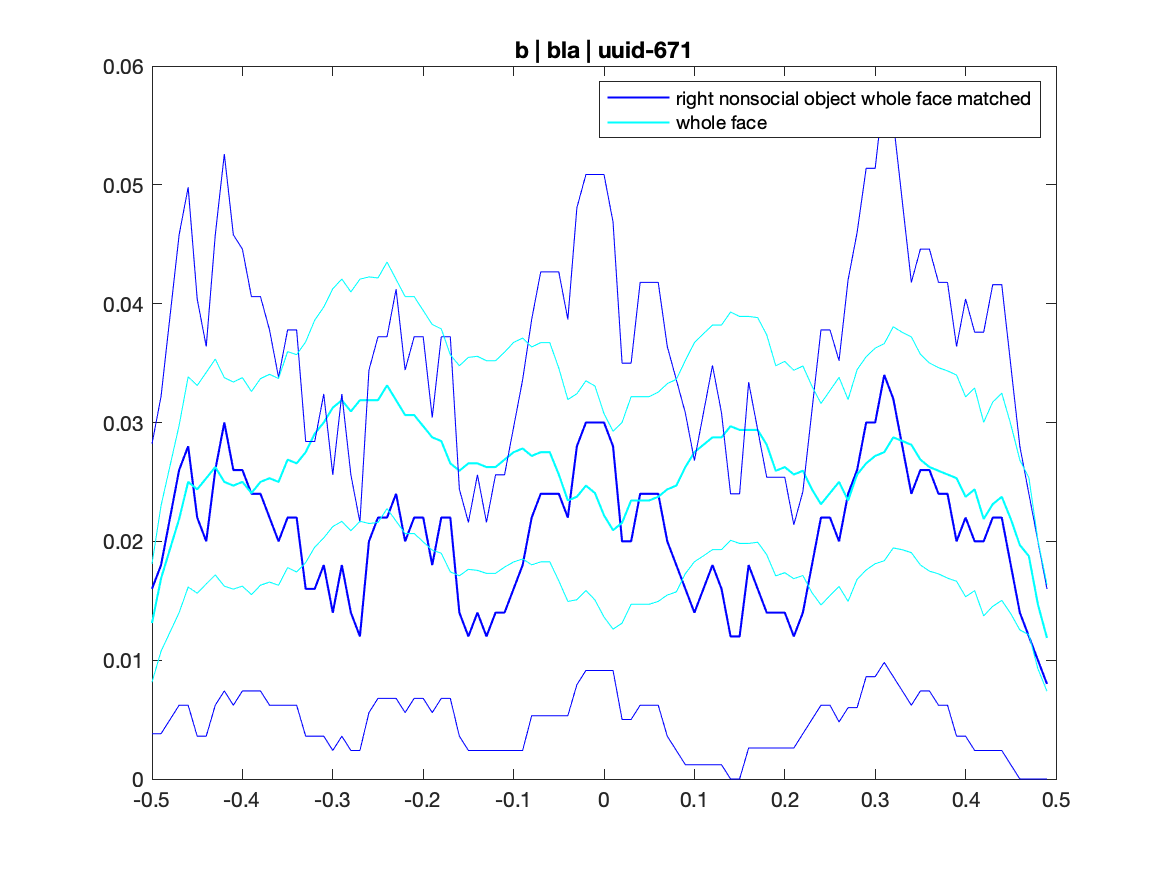 b | bla | uuid-671
right nonsocial object whole face matched
whole face
0.06
0.05
0.04
0.03
0.02
0.01
0
-0.5 -0.4 -0.3 -0.2 -0.1 0 0.1 0.2 0.3 0.4 0.5